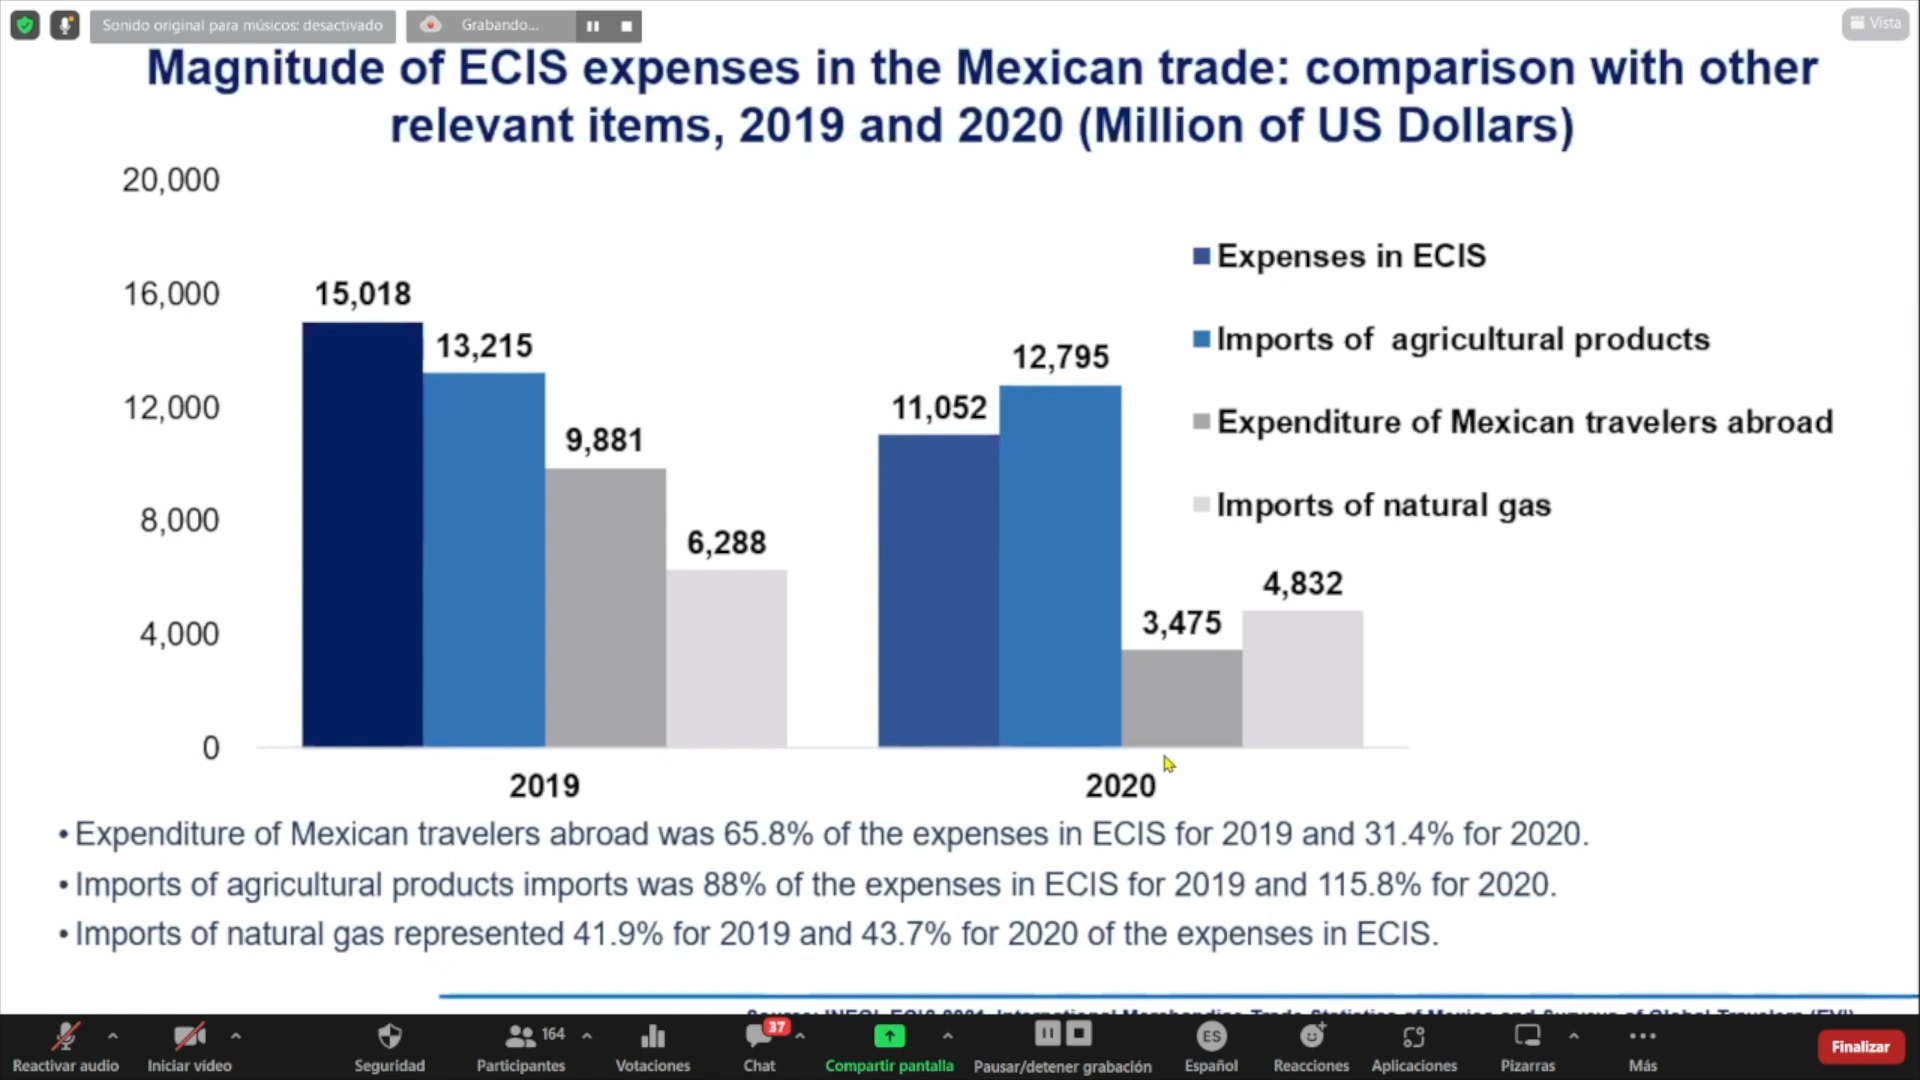 Sonido original para músicos: desactivado
Grabando...
Vista
Magnitude of ECIS expenses in the Mexican trade: comparison with other
relevant items, 2019 and 2020 (Million of US Dollars)
20,000
16,000
12,000
8,000
4,000
0
15,018
13,215
9,881
6,288
11,052
12,795
3,475
4,832
2019
2020
Expenses in ECIS
Imports of agricultural products
Expenditure of Mexican travelers abroad
Imports of natural gas
• Expenditure of Mexican travelers abroad was 65.8% of the expenses in ECIS for 2019 and 31.4% for 2020.
• Imports of agricultural products imports was 88% of the expenses in ECIS for 2019 and 115.8% for 2020.
• Imports of natural gas represented 41.9% for 2019 and 43.7% for 2020 of the expenses in ECIS.
164
37
ES
Reactivar audio
Iniciar vídeo
Seguridad
Participantes
Votaciones
Chat
Compartir pantalla
Pausar/detener grabación
Español
Reacciones
Aplicaciones
Pizarras
Más
Finalizar